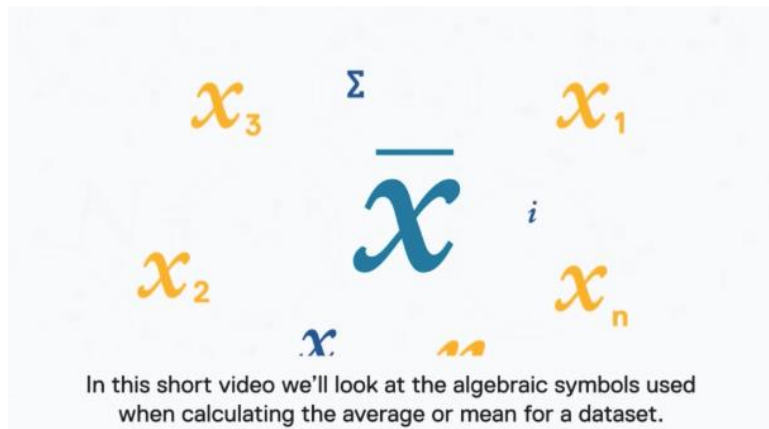 x₃ Σ x₁
x̄ i
x₂ xₙ
x n
In this short video we'll look at the algebraic symbols used
when calculating the average or mean for a dataset.